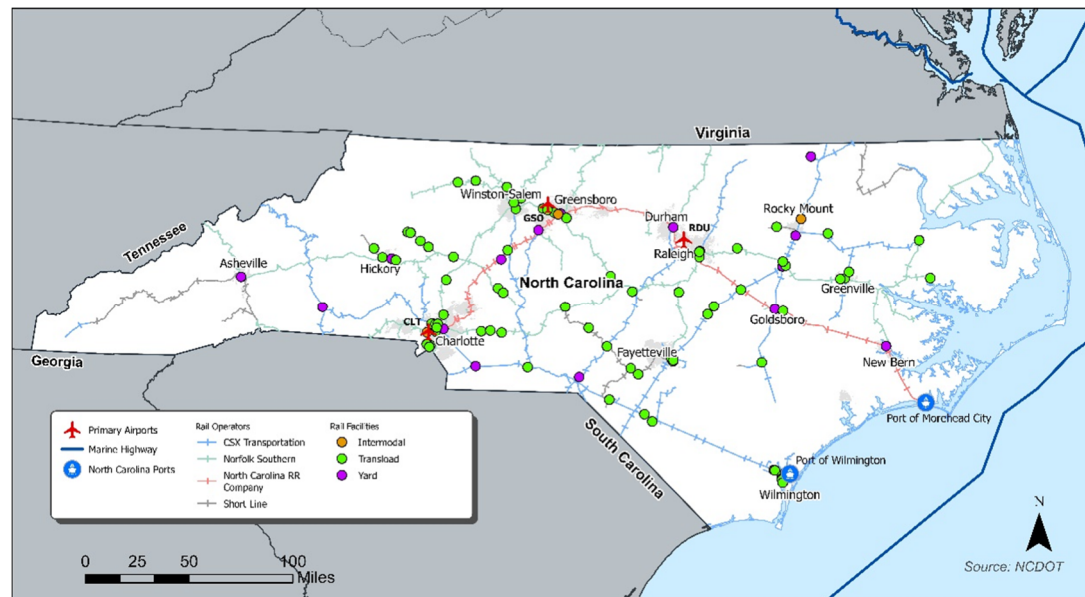 Virginia
Winston-Salem
Greensboro
GSO
Durham
RDU
Raleigh
Rocky Mount
Tennessee
Asheville
Hickory
North Carolina
Greenville
CLT
Charlotte
Goldsboro
Fayetteville
Georgia
New Bern
South Carolina
Port of Morehead City
Port of Wilmington
Wilmington
Primary Airports
Marine Highway
North Carolina Ports
Rail Operators
CSX Transportation
Norfolk Southern
North Carolina RR
Company
Short Line
Rail Facilities
Intermodal
Transload
Yard
0 25 50 100
Miles
N
Source: NCDOT